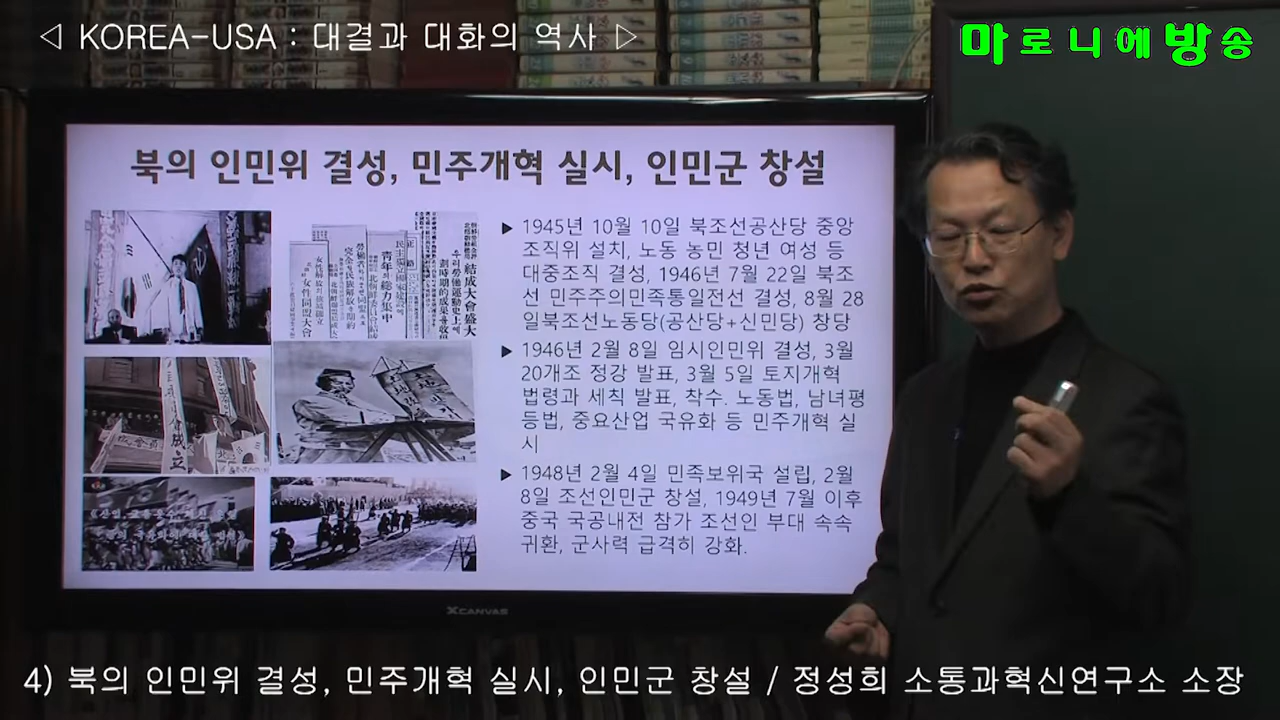 ◁ KOREA-USA : 대결과 대화의 역사 ▷
마로니에방송
북의 인민위 결성, 민주개혁 실시, 인민군 창설
▶ 1945년 10월 10일 북조선공산당 중앙
조직위 설치, 노동 농민 청년 여성 등
대중조직 결성, 1946년 7월 22일 북조
선 민주주의민족통일전선 결성, 8월 28
일북조선노동당(공산당+신민당) 창당
▶ 1946년 2월 8일 임시인민위 결성, 3월
20개조 정강 발표, 3월 5일 토지개혁
법령과 세칙 발표, 착수. 노동법, 남녀평
등법, 중요산업 국유화 등 민주개혁 실
시
▶ 1948년 2월 4일 민족보위국 설립, 2월
8일 조선인민군 창설, 1949년 7월 이후
중국 국공내전 참가 조선인 부대 속속
귀환, 군사력 급격히 강화.
結成大會盛大
靑年의總力集中
XCANVAS
4) 북의 인민위 결성, 민주개혁 실시, 인민군 창설 / 정성희 소통과혁신연구소 소장